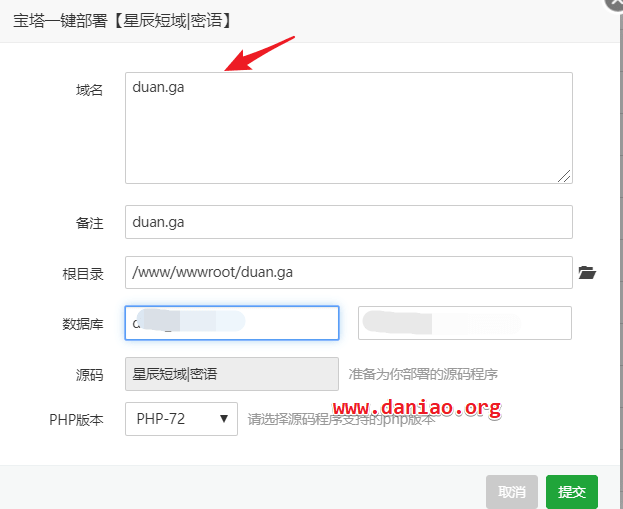 宝塔一键部署【星辰短域|密语】
域名
duan.ga
备注
duan.ga
根目录
/www/wwwroot/duan.ga
数据库
源码
星辰短域|密语
准备为你部署的源码程序
www.daniao.org
PHP版本
PHP-72
请选择源码程序支持的php版本
取消
提交